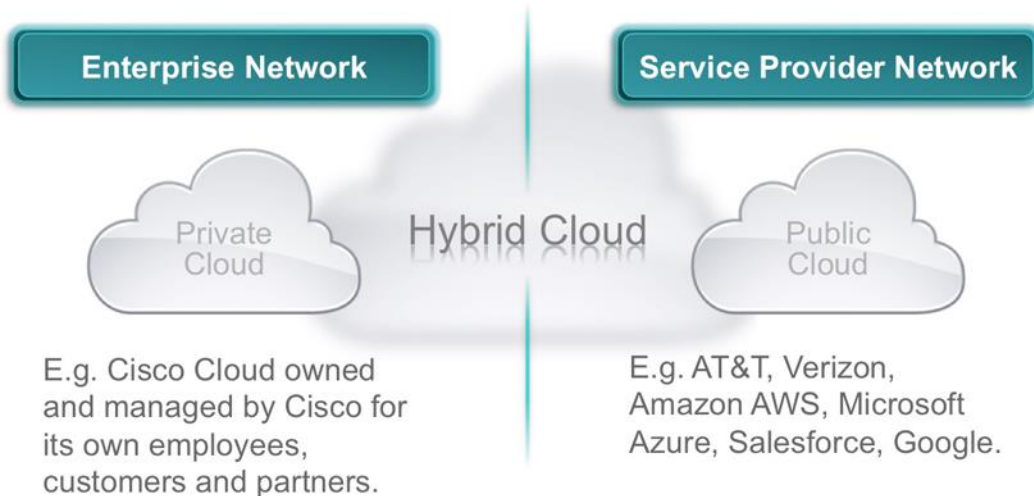 Enterprise Network
Service Provider Network
Private
Cloud
Hybrid Cloud
Public
Cloud
E.g. Cisco Cloud owned
and managed by Cisco for
its own employees,
customers and partners.
E.g. AT&T, Verizon,
Amazon AWS, Microsoft
Azure, Salesforce, Google.